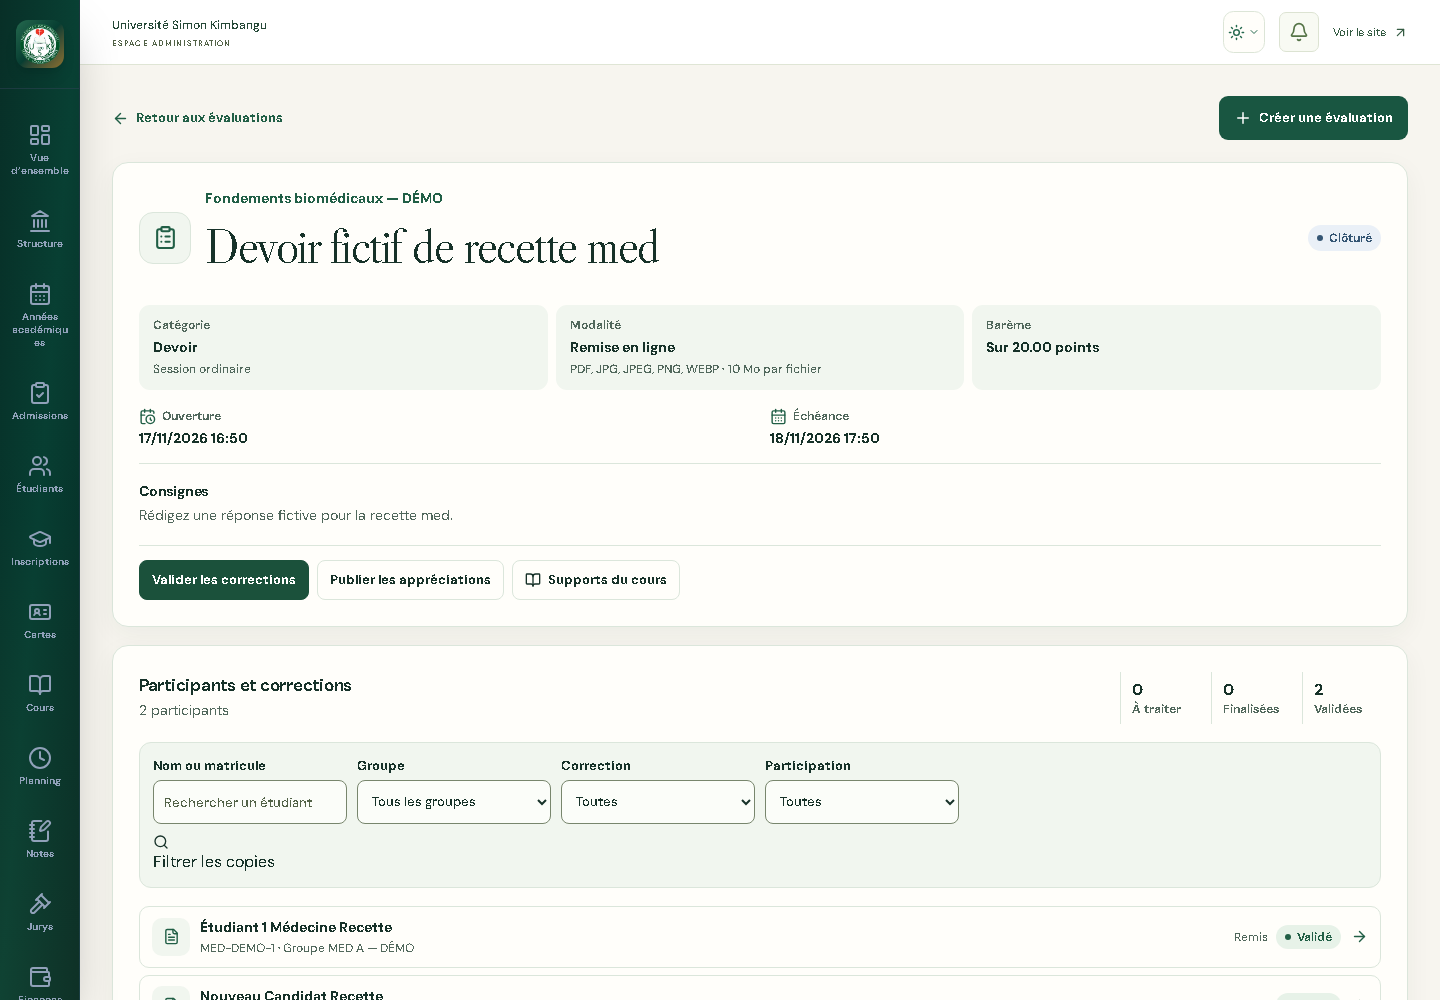 Université Simon Kimbangu
ESPACE ADMINISTRATION
Voir le site
Vue
d'ensemble
Structure
Années
académiqu
es
Admissions
Étudiants
Inscriptions
Cartes
Cours
Planning
Notes
Jurys
Finances
Retour aux évaluations
Créer une évaluation
Fondements biomédicaux — DÉMO
Devoir fictif de recette med
Clôturé
Catégorie
Devoir
Session ordinaire
Modalité
Remise en ligne
PDF, JPG, JPEG, PNG, WEBP · 10 Mo par fichier
Barème
Sur 20.00 points
Ouverture
17/11/2026 16:50
Échéance
18/11/2026 17:50
Consignes
Rédigez une réponse fictive pour la recette med.
Valider les corrections
Publier les appréciations
Supports du cours
Participants et corrections
2 participants
0
À traiter
0
Finalisées
2
Validées
Nom ou matricule
Rechercher un étudiant
Groupe
Tous les groupes
Correction
Toutes
Participation
Toutes
Filtrer les copies
Étudiant 1 Médecine Recette
MED-DEMO-1 · Groupe MED A — DÉMO
Remis
Validé
Nouveau Candidat Recette